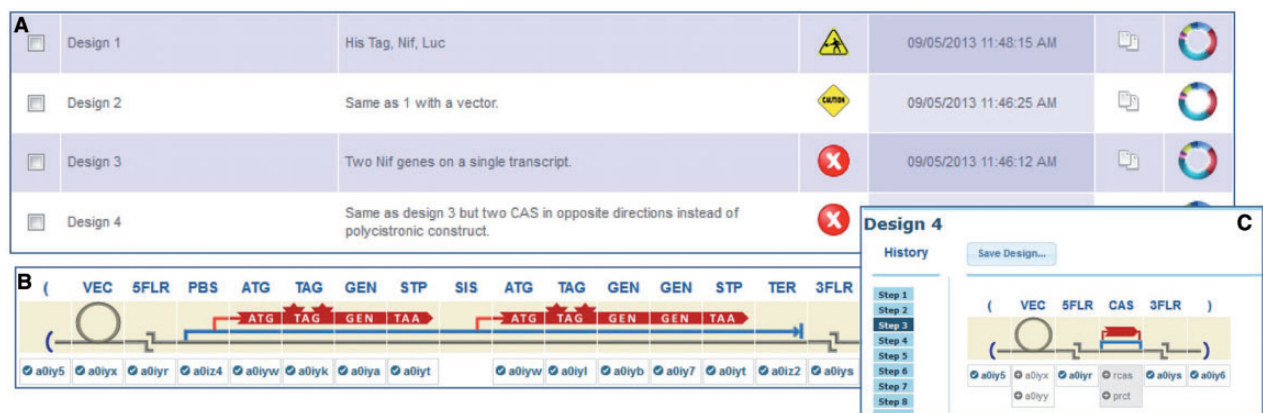 A
Design 1 His Tag, Nif, Luc 09/05/2013 11:48:15 AM
Design 2 Same as 1 with a vector. CAUTION 09/05/2013 11:46:25 AM
Design 3 Two Nif genes on a single transcript. 09/05/2013 11:46:12 AM
Design 4 Same as design 3 but two CAS in opposite directions instead of
polycistronic construct.
B
( VEC 5FLR PBS ATG TAG GEN STP SIS ATG TAG GEN GEN STP TER 3FLR
ATG TAG GEN TAA ATG TAG GEN GEN TAA
( 
a0iy5 a0iyx a0iyr a0iz4 a0iyw a0iyk a0iya a0iyt a0iyw a0iyl a0iyb a0iy7 a0iyt a0iz2 a0iys
C
Design 4
History
Save Design...
Step 1
Step 2
Step 3
Step 4
Step 5
Step 6
Step 7
Step 8
( VEC 5FLR CAS 3FLR )
( )
a0iy5 a0iyx a0iyr rcas a0iys a0iy6
a0iyy prct